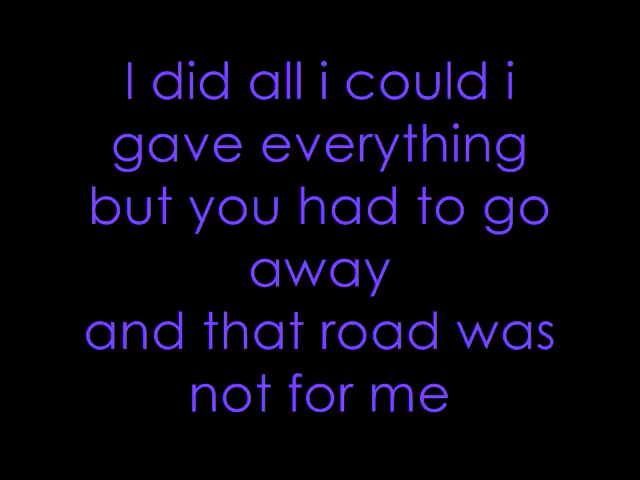 I did all i could i
gave everything
but you had to go
away
and that road was
not for me